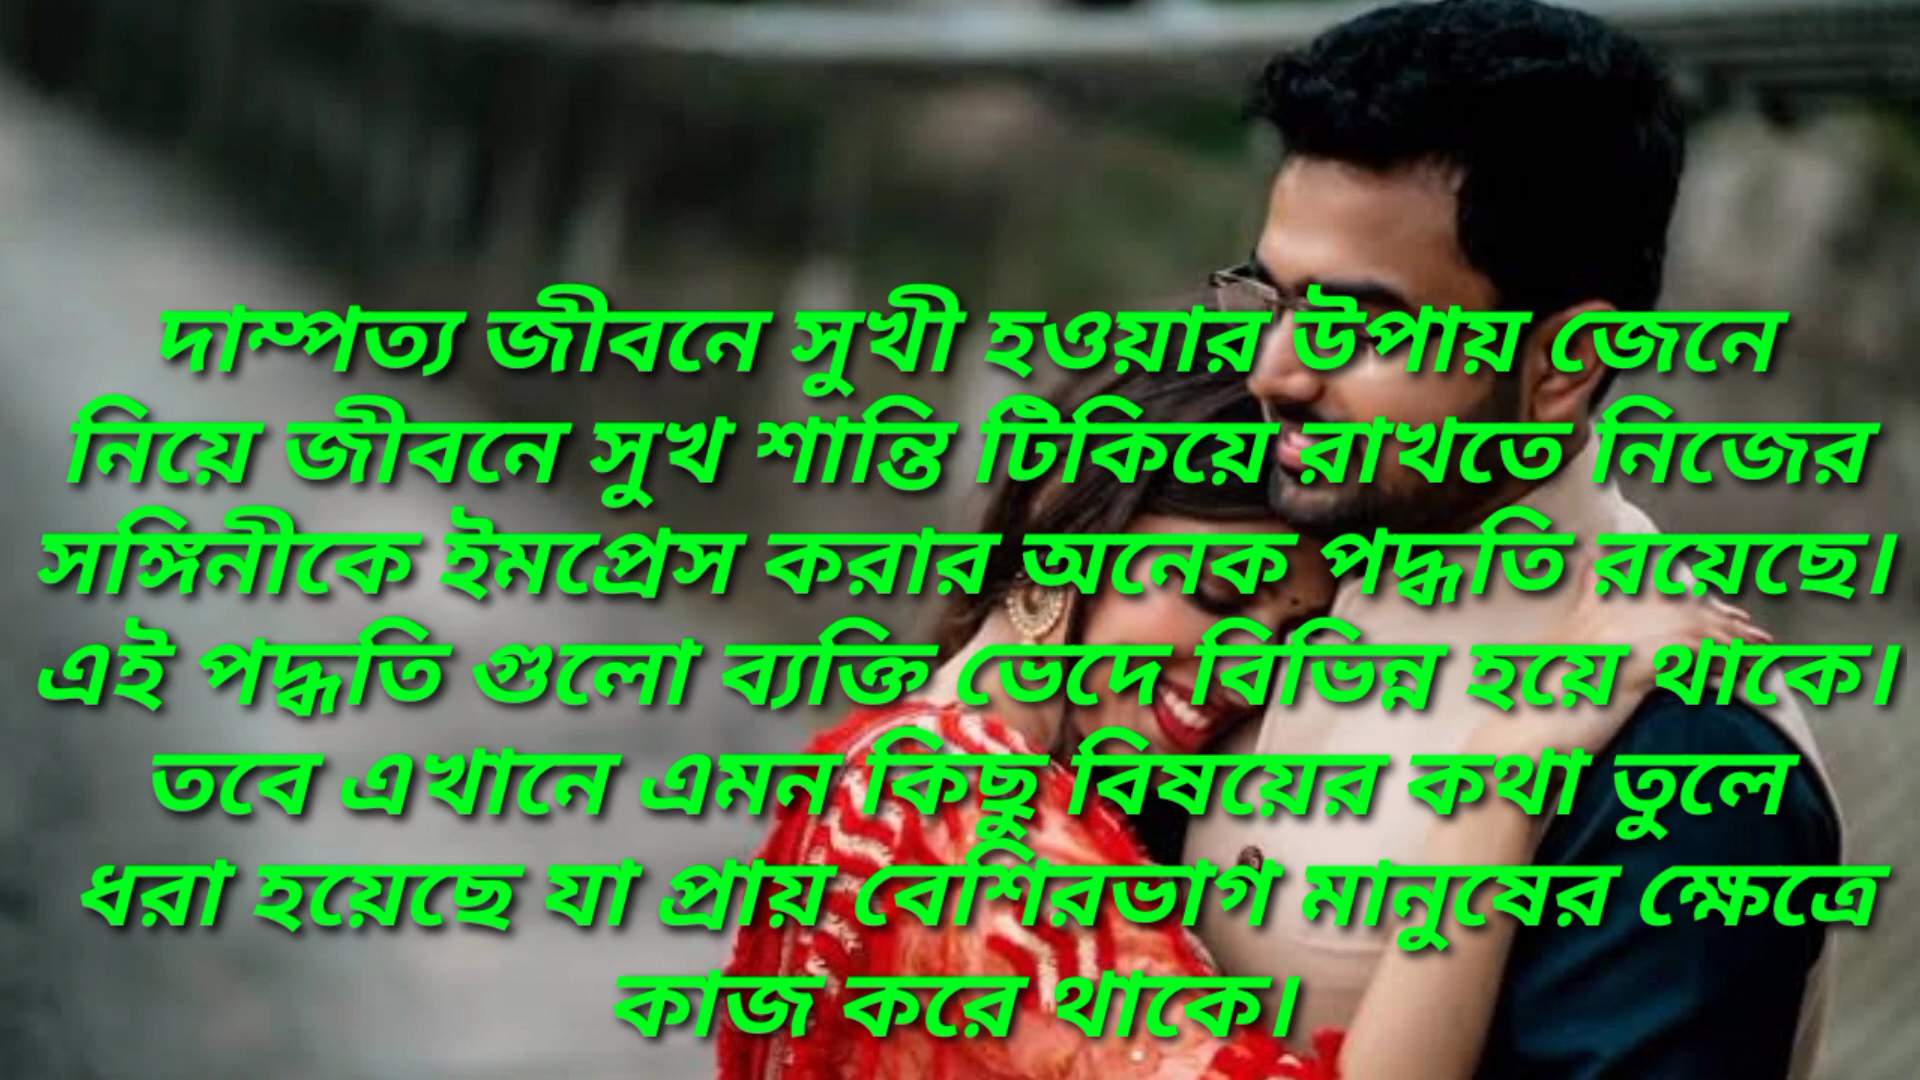 দাম্পত্য জীবনে সুখী হওয়ার উপায় জেনে
নিয়ে জীবনে সুখ শান্তি টিকিয়ে রাখতে নিজের
সঙ্গিনীকে ইমপ্রেস করার অনেক পদ্ধতি রয়েছে।
এই পদ্ধতি গুলো ব্যক্তি ভেদে বিভিন্ন হয়ে থাকে।
তবে এখানে এমন কিছু বিষয়ের কথা তুলে
ধরা হয়েছে যা প্রায় বেশিরভাগ মানুষের ক্ষেত্রে
কাজ করে থাকে।